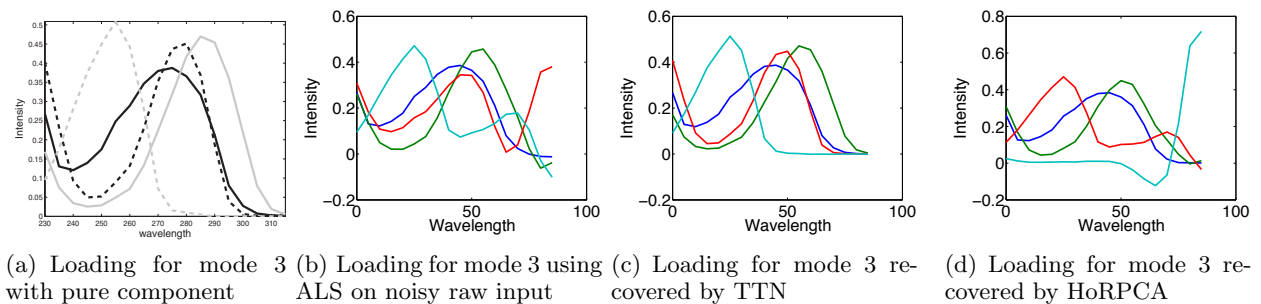 0.5
0.45
0.4
0.35
0.3
0.25
0.2
0.15
0.1
0.05
0
Intensity
230 240 250 260 270 280 290 300 310
wavelength
0.6
0.4
0.2
0
−0.2
Intensity
0 50 100
Wavelength
0.6
0.4
0.2
0
−0.2
Intensity
0 50 100
Wavelength
0.8
0.6
0.4
0.2
0
−0.2
Intensity
0 50 100
Wavelength
(a) Loading for mode 3
with pure component
(b) Loading for mode 3 using
ALS on noisy raw input
(c) Loading for mode 3 re-
covered by TTN
(d) Loading for mode 3 re-
covered by HoRPCA